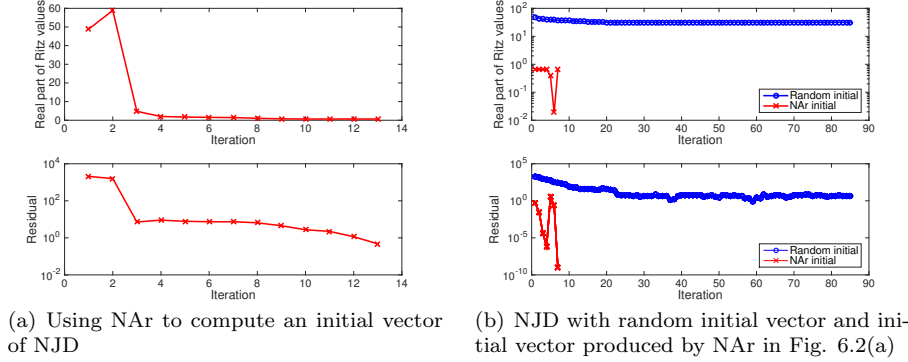 Real part of Ritz values
60
50
40
30
20
10
0
0 2 4 6 8 10 12 14
Iteration
Residual
10^4
10^2
10^0
10^-2
0 2 4 6 8 10 12 14
Iteration
(a) Using NAr to compute an initial vector
of NJD
Real part of Ritz values
10^2
10^1
10^0
10^-1
10^-2
0 10 20 30 40 50 60 70 80 90
Iteration
Random initial
NAr initial
Residual
10^5
10^0
10^-5
10^-10
0 10 20 30 40 50 60 70 80 90
Iteration
Random initial
NAr initial
(b) NJD with random initial vector and ini-
tial vector produced by NAr in Fig. 6.2(a)